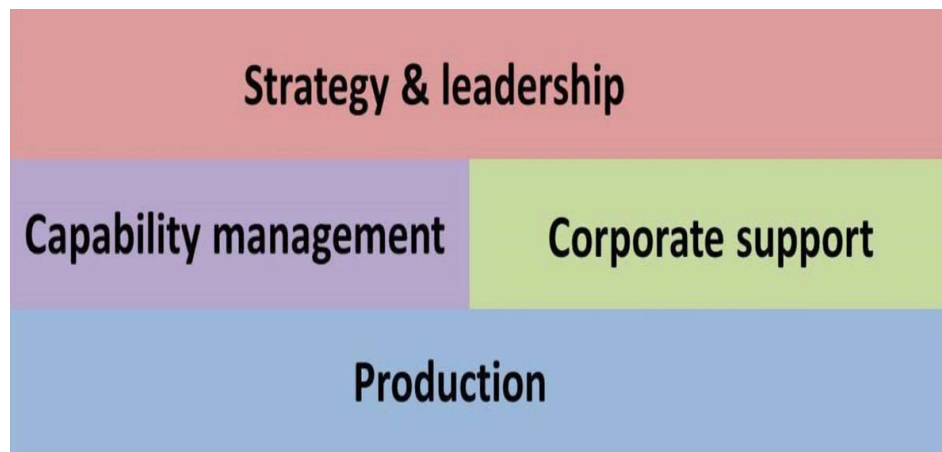 Strategy & leadership
Capability management
Corporate support
Production